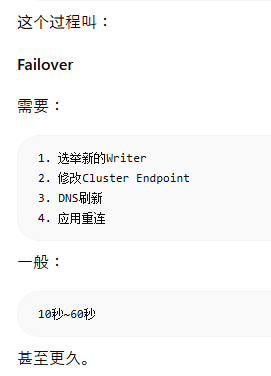 这个过程叫：
Failover
需要：
1. 选举新的Writer
2. 修改Cluster Endpoint
3. DNS刷新
4. 应用重连
一般：
10秒~60秒
甚至更久。